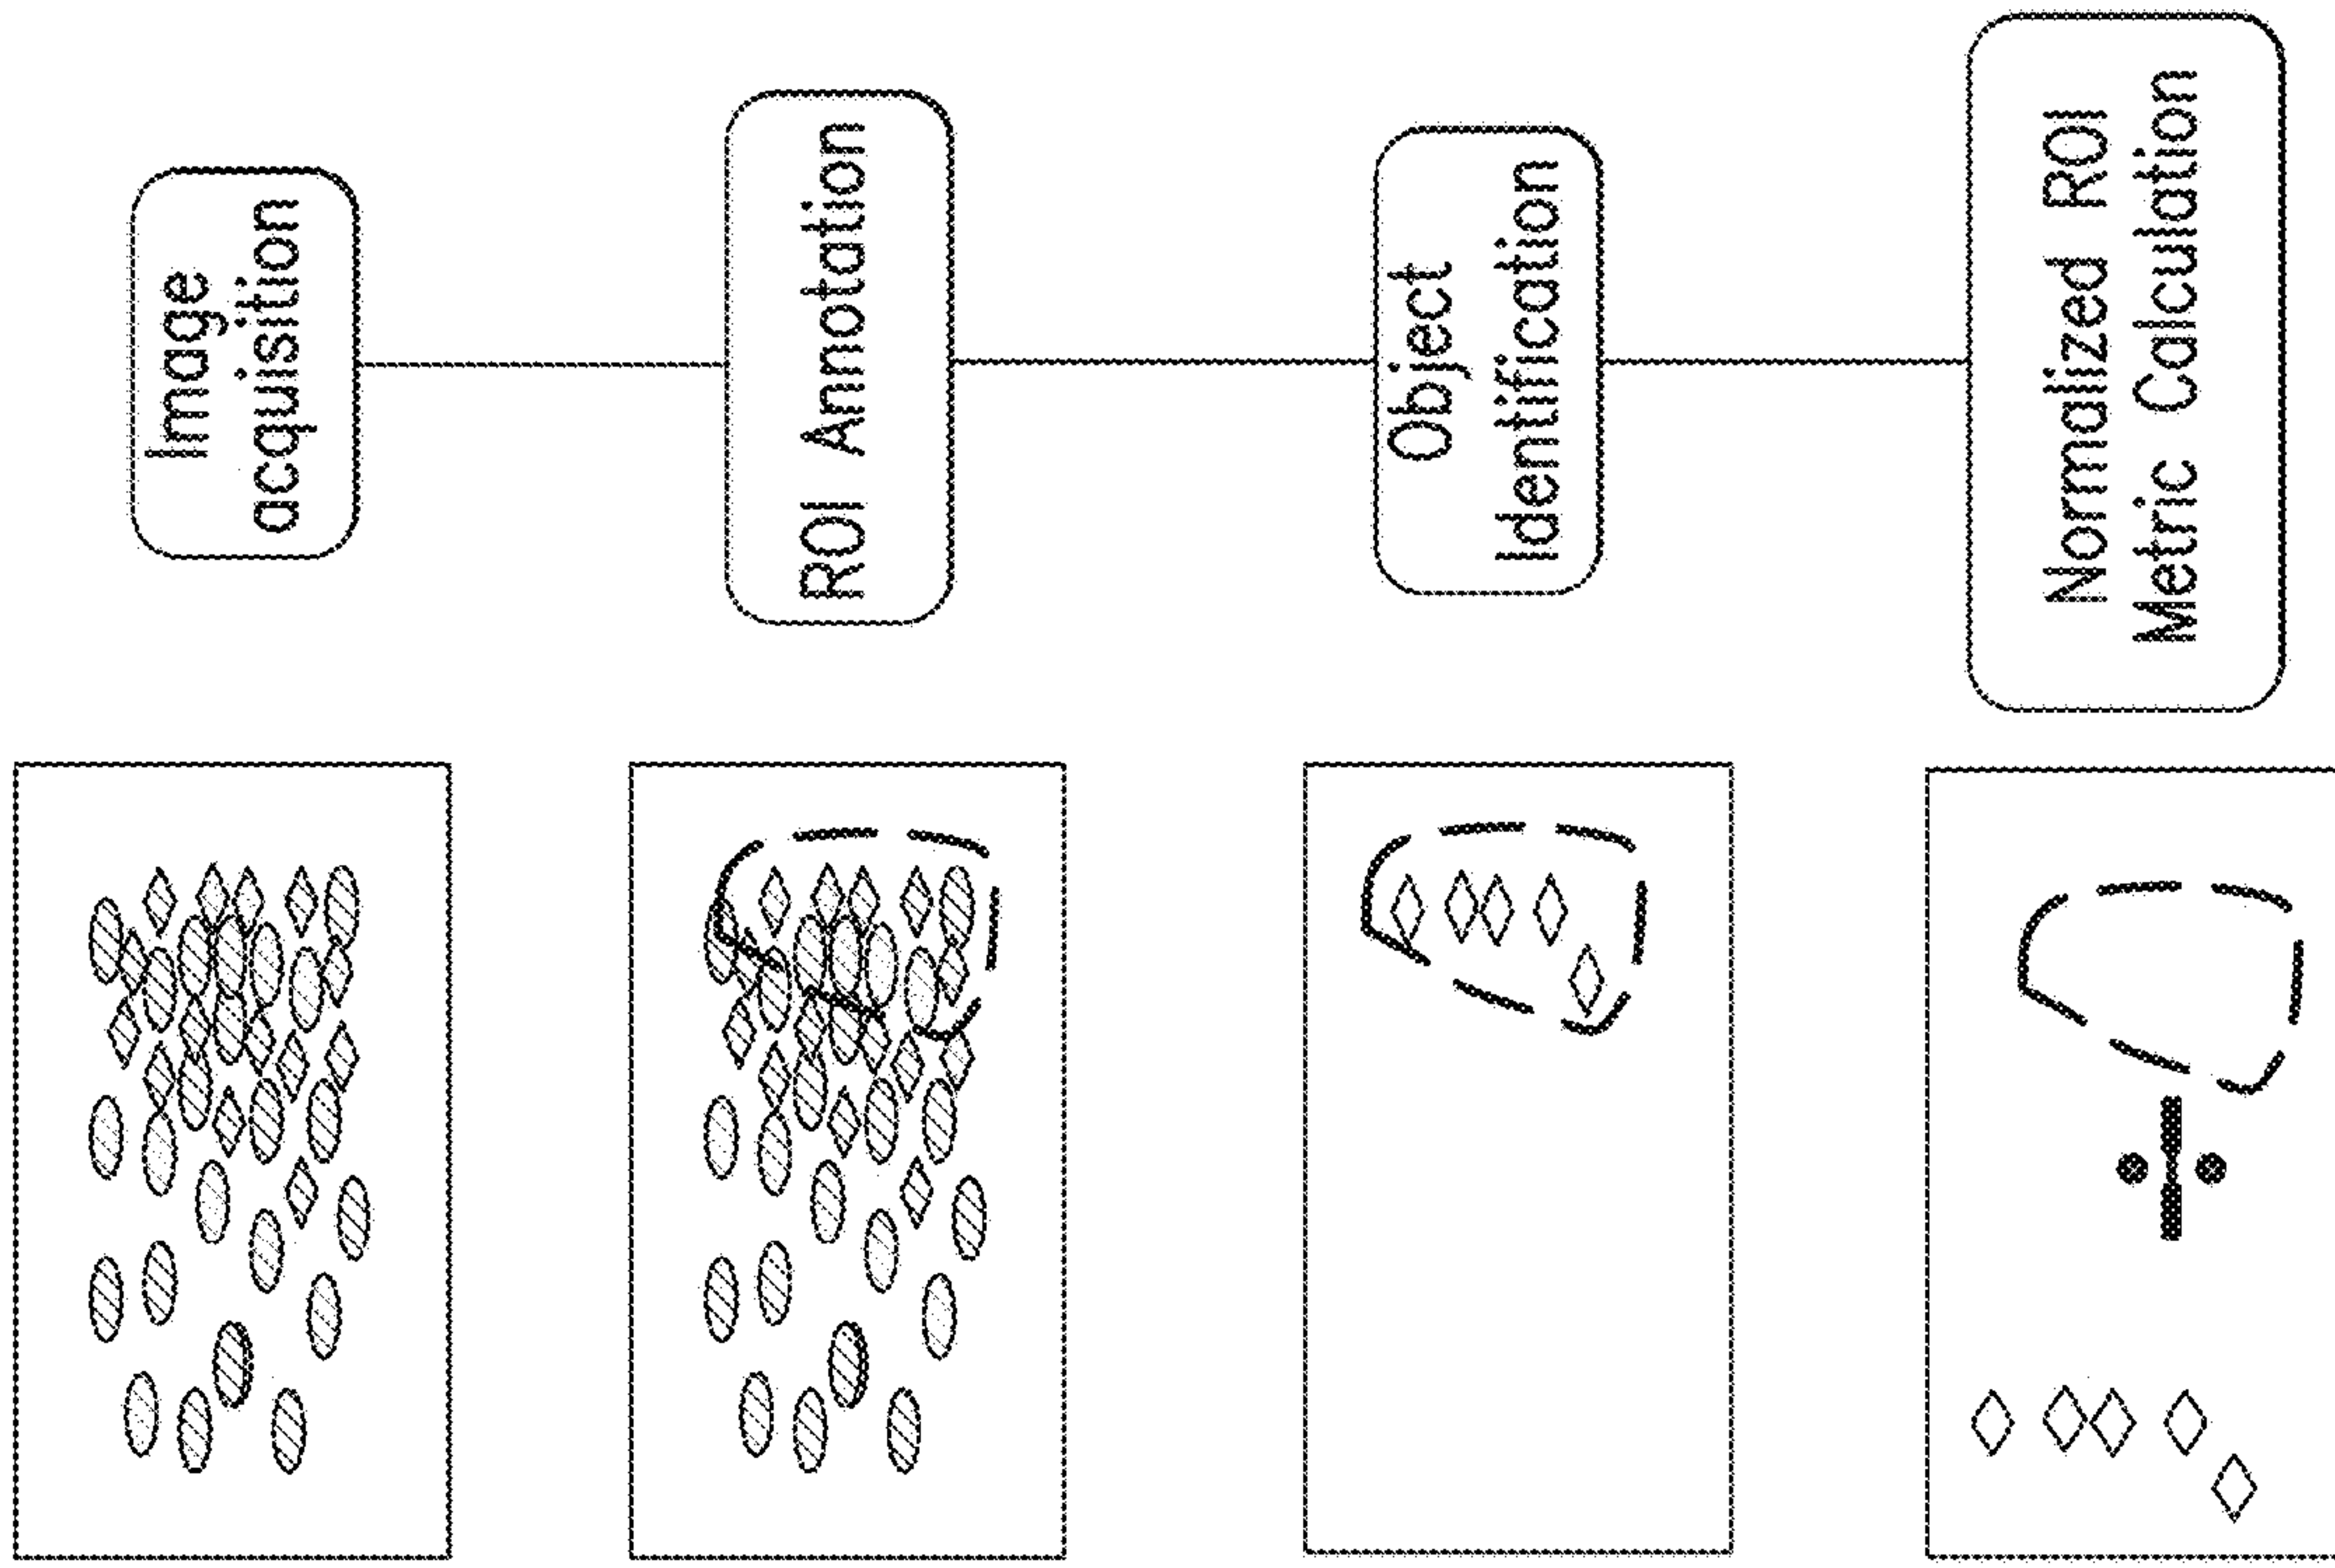 Image
acquisition
ROI Annotation
Object
Identification
Normalized ROI
Metric Calculation